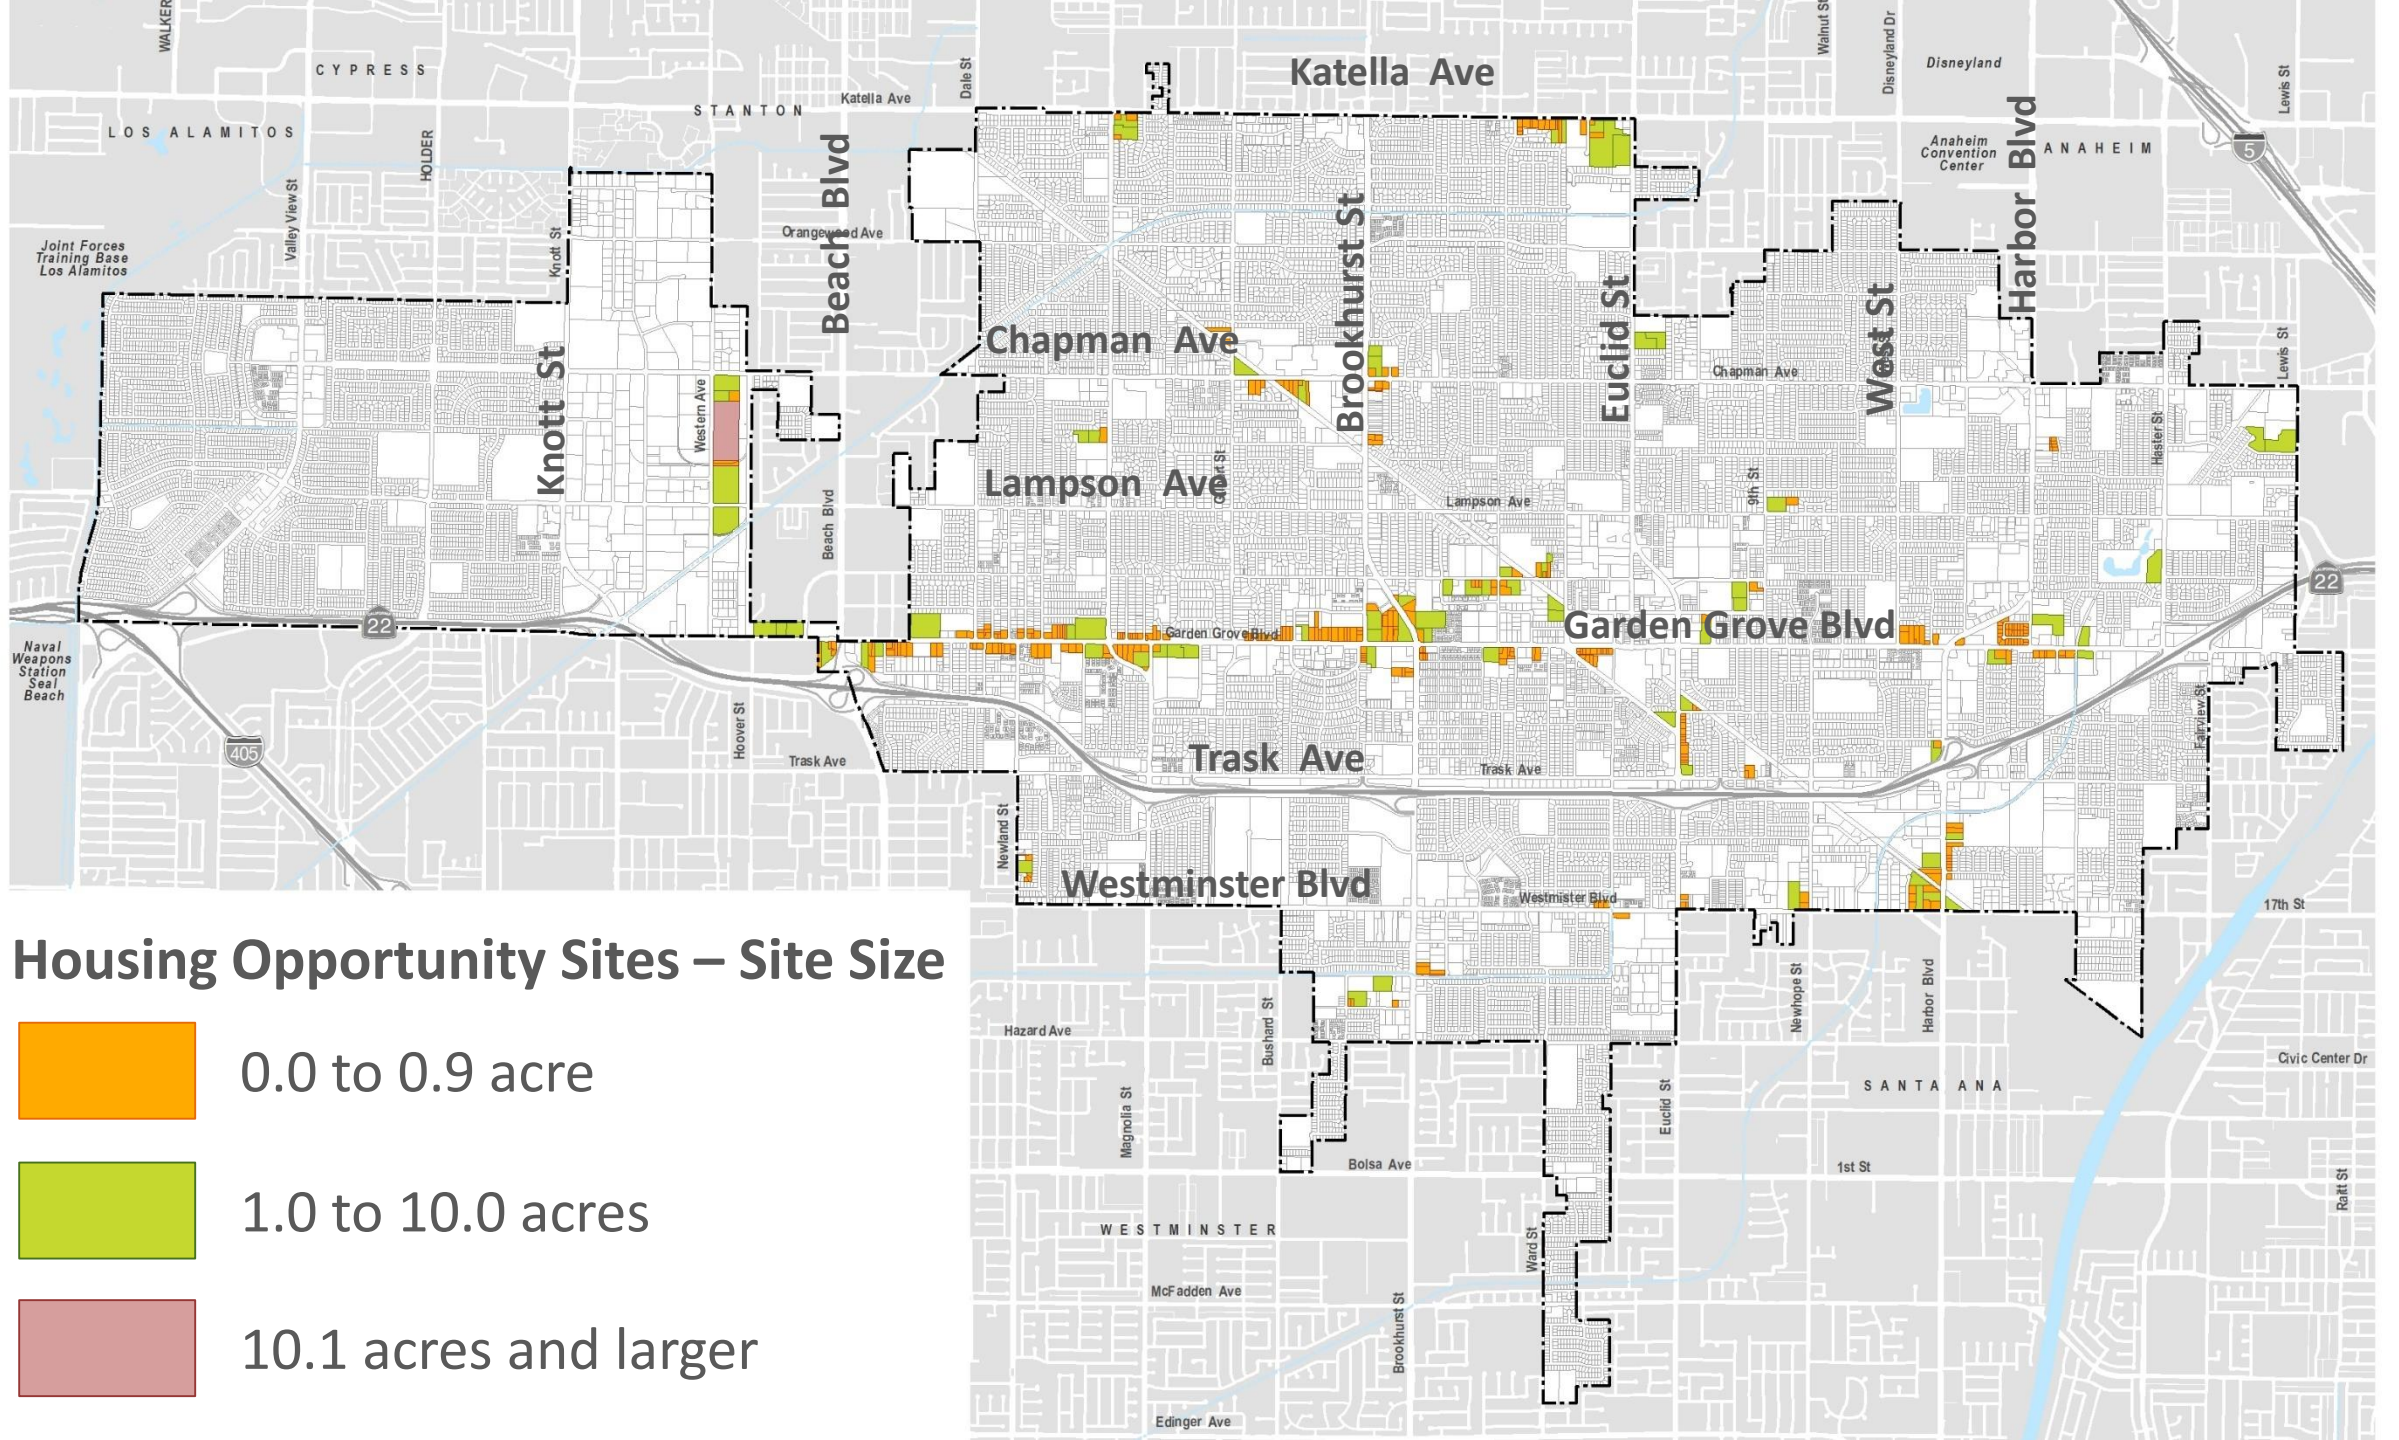 WALKER
CYPRESS
LOS ALAMITOS
HOLDER
STANTON
Katella Ave
Dale St
Katella Ave
Walnut St
Disneyland Dr
Disneyland
Lewis St
Harbor Blvd
Anaheim
Convention
Center
ANAHEIM
5
Valley View St
Joint Forces
Training Base
Los Alamitos
Knott St
Beach Blvd
Orangewood Ave
Brookhurst St
Euclid St
West St
Chapman Ave
Chapman Ave
Lewis St
Knott St
Western Ave
Haster St
Lampson Ave
Gilbert St
Lampson Ave
9th St
Beach Blvd
22
22
Garden Grove Blvd
Garden Grove Blvd
Naval
Weapons
Station
Seal
Beach
405
Hoover St
Trask Ave
Trask Ave
Trask Ave
Fairview St
Newland St
Westminster Blvd
Westmister Blvd
17th St
Housing Opportunity Sites – Site Size
0.0 to 0.9 acre
1.0 to 10.0 acres
10.1 acres and larger
Hazard Ave
Bushard St
Newhope St
Harbor Blvd
Civic Center Dr
SANTA ANA
Magnolia St
Euclid St
Bolsa Ave
1st St
Raitt St
WESTMINSTER
Ward St
McFadden Ave
Brookhurst St
Edinger Ave